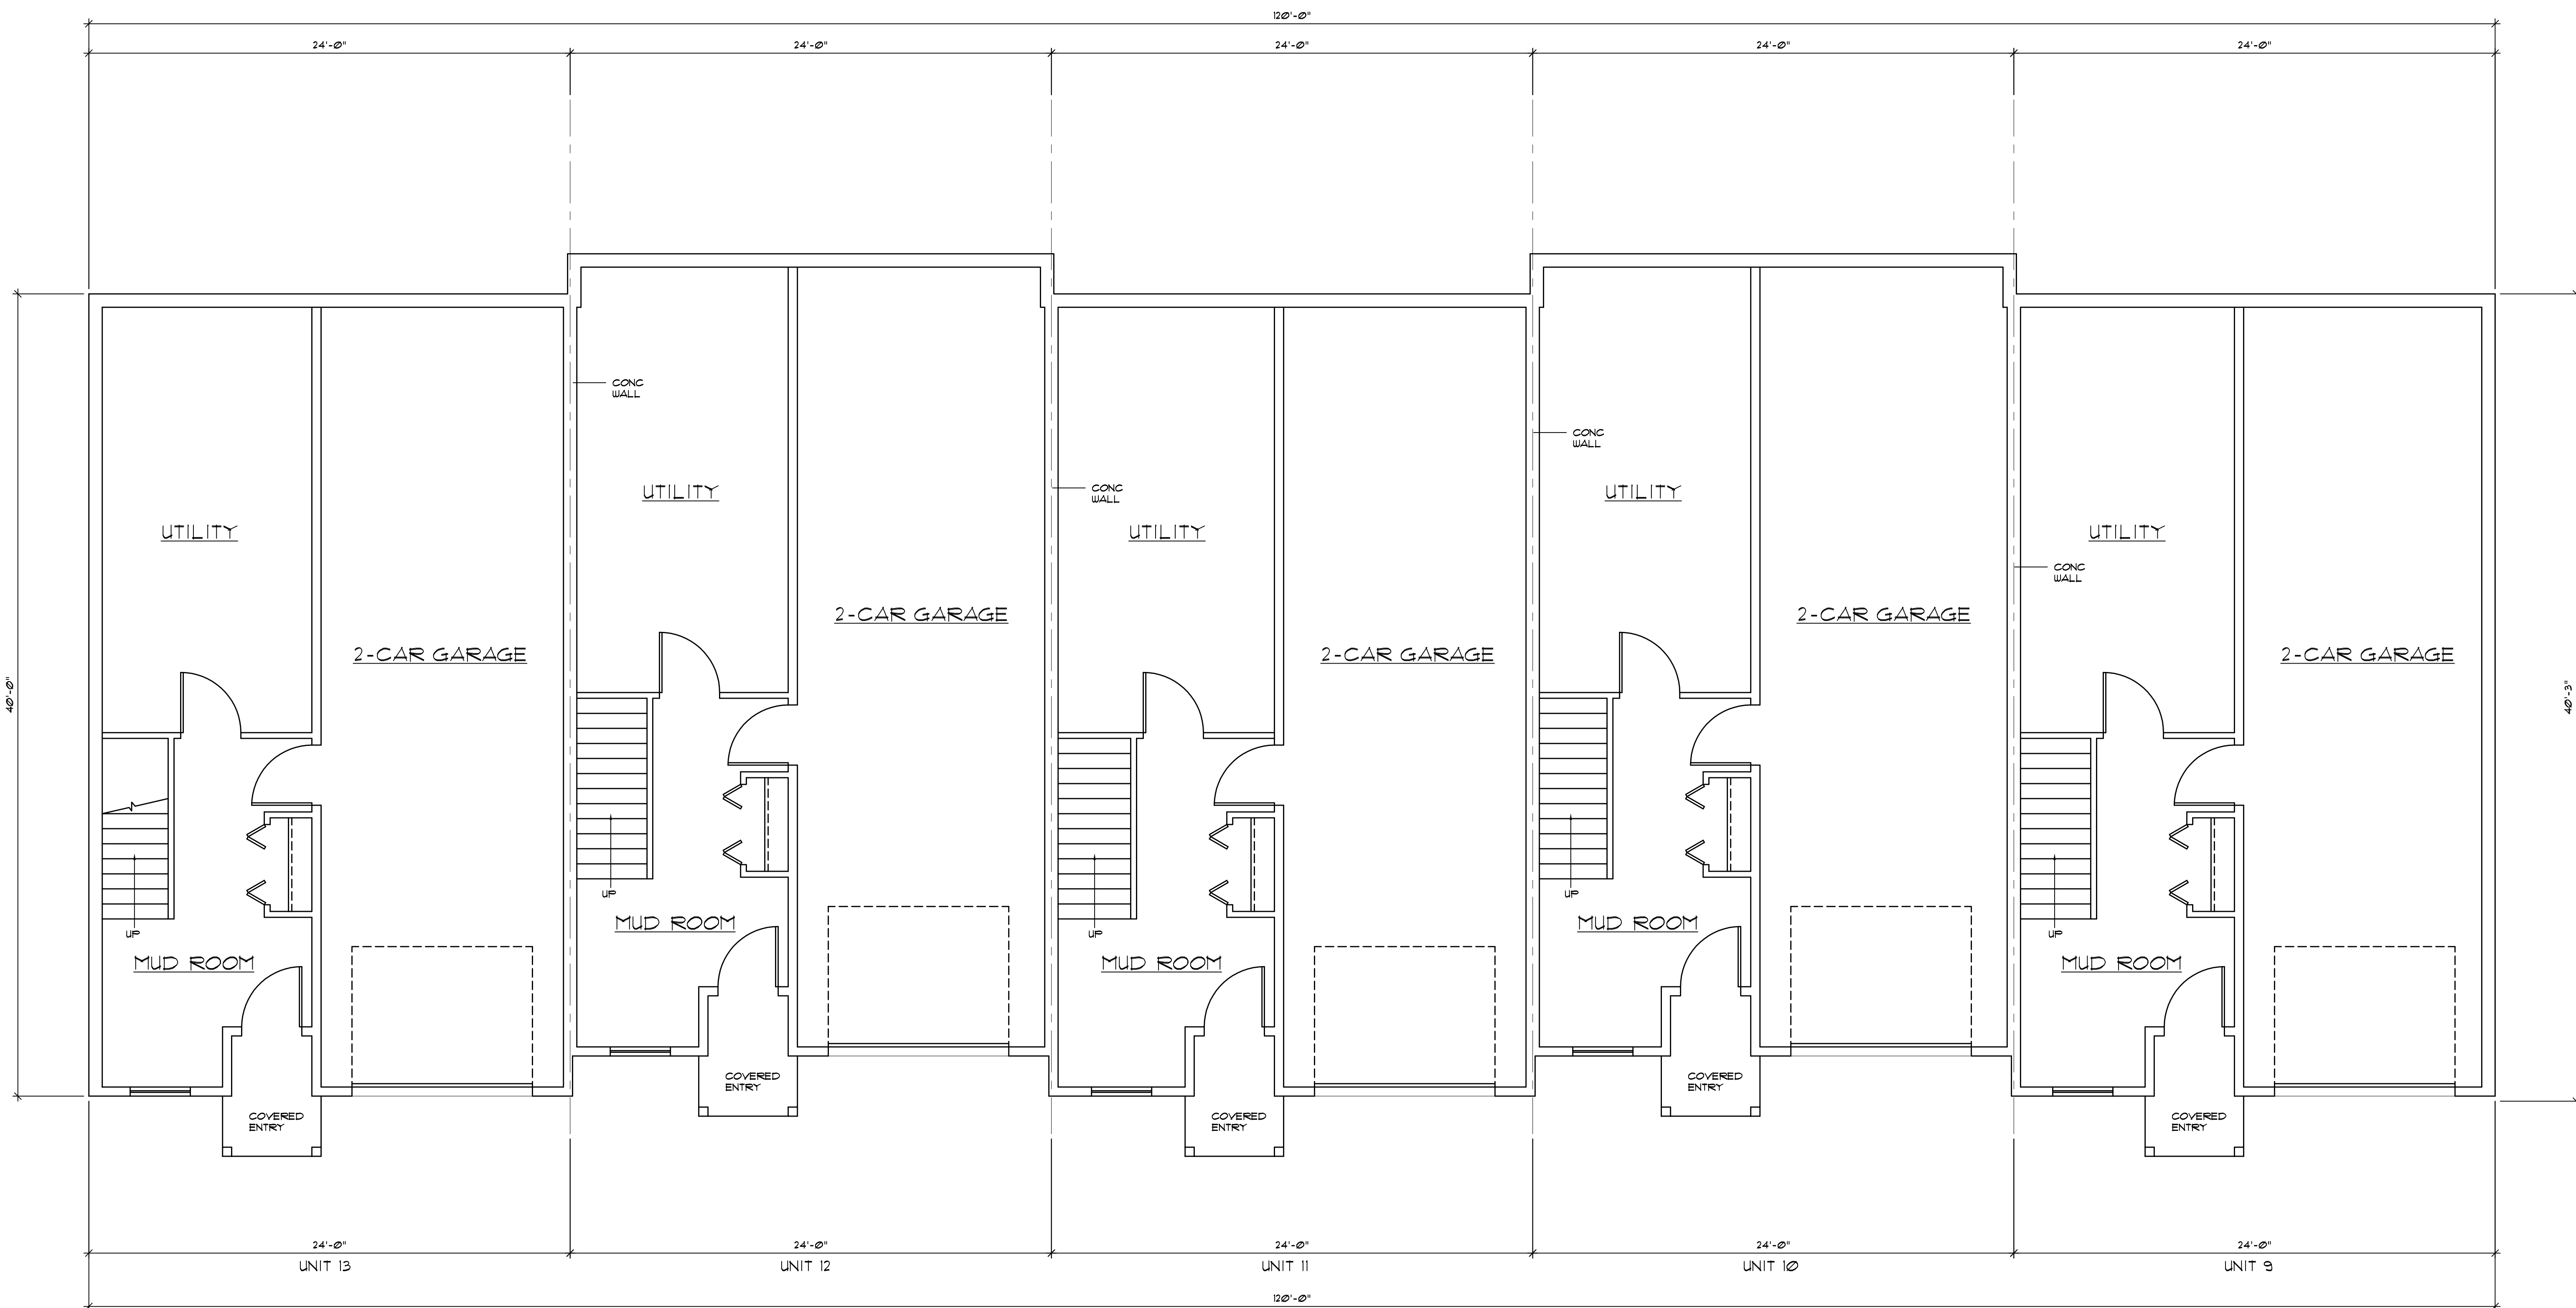 120'-0"
24'-0" 24'-0" 24'-0" 24'-0" 24'-0"
CONC
WALL
CONC
WALL
CONC
WALL
CONC
WALL
UTILITY
UTILITY
UTILITY
UTILITY
UTILITY
2-CAR GARAGE
2-CAR GARAGE
2-CAR GARAGE
2-CAR GARAGE
2-CAR GARAGE
40'-0"
40'-3"
UP
UP
UP
UP
UP
MUD ROOM
MUD ROOM
MUD ROOM
MUD ROOM
MUD ROOM
COVERED
ENTRY
COVERED
ENTRY
COVERED
ENTRY
COVERED
ENTRY
COVERED
ENTRY
24'-0" 24'-0" 24'-0" 24'-0" 24'-0"
UNIT 13 UNIT 12 UNIT 11 UNIT 10 UNIT 9
120'-0"